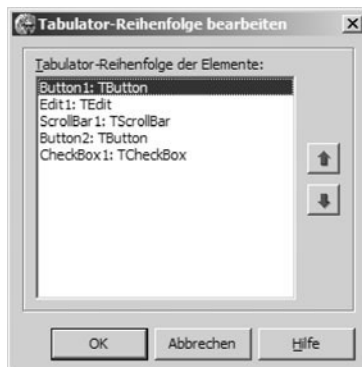 Tabulator-Reihenfolge bearbeiten
Tabulator-Reihenfolge der Elemente:
Button1: TButton
Edit1: TEdit
ScrollBar1: TScrollBar
Button2: TButton
CheckBox1: TCheckBox
OK
Abbrechen
Hilfe